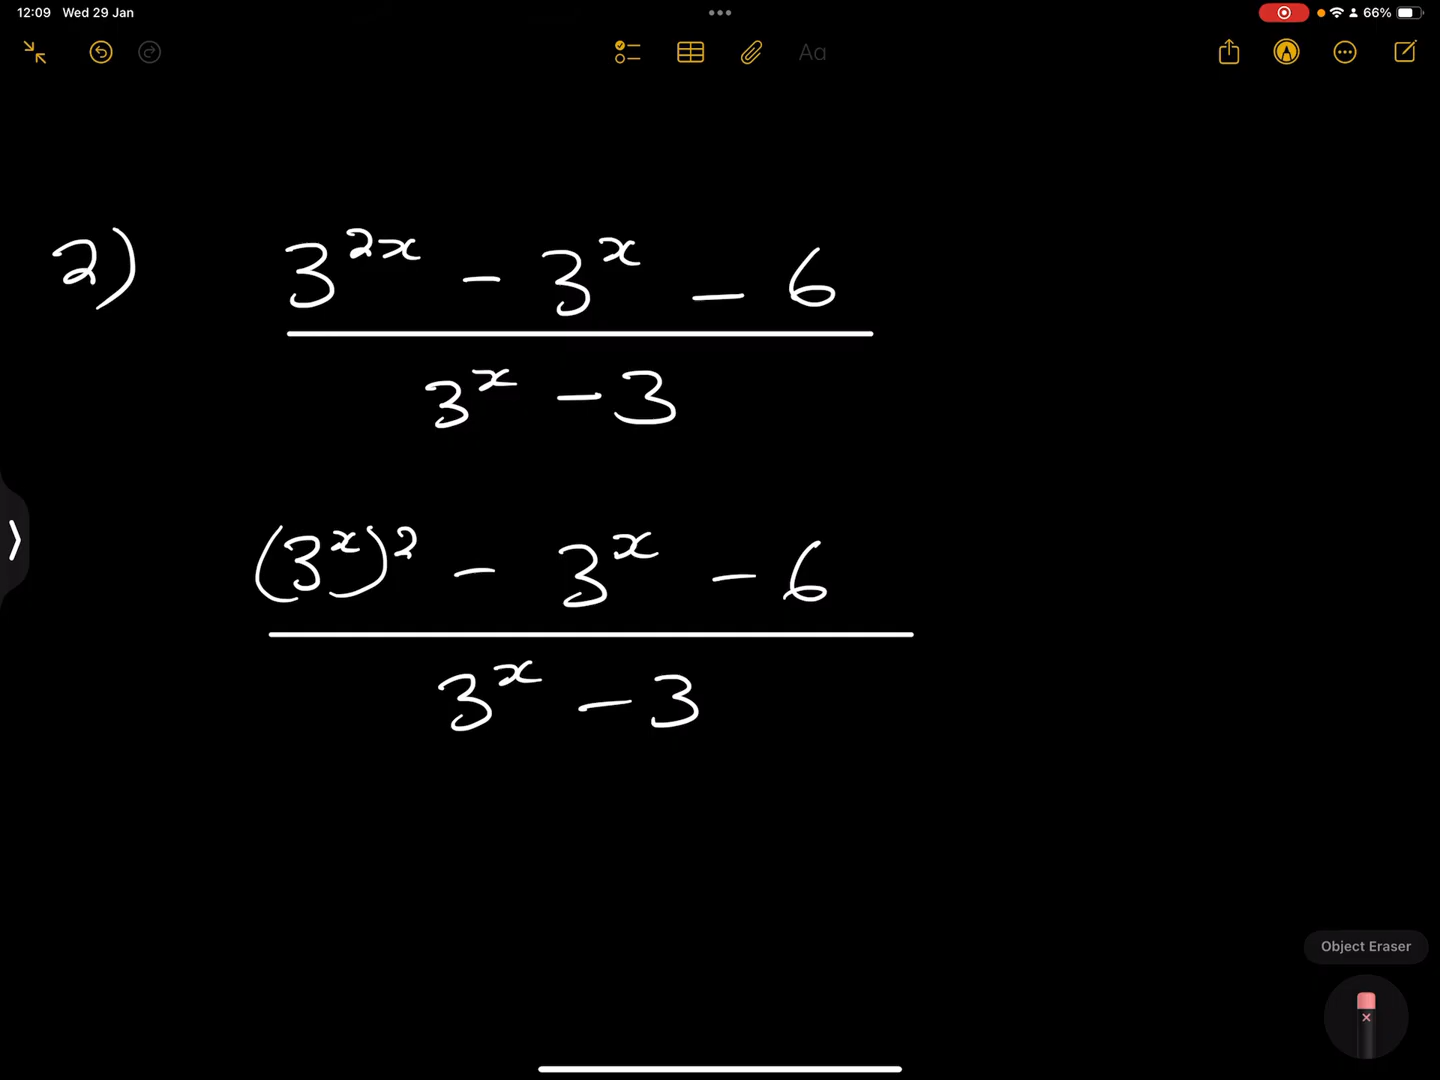 12:09 Wed 29 Jan 66%
Aa
2) 3^{2x} - 3^x - 6
3^x - 3
(3^x)^2 - 3^x - 6
3^x - 3
Object Eraser